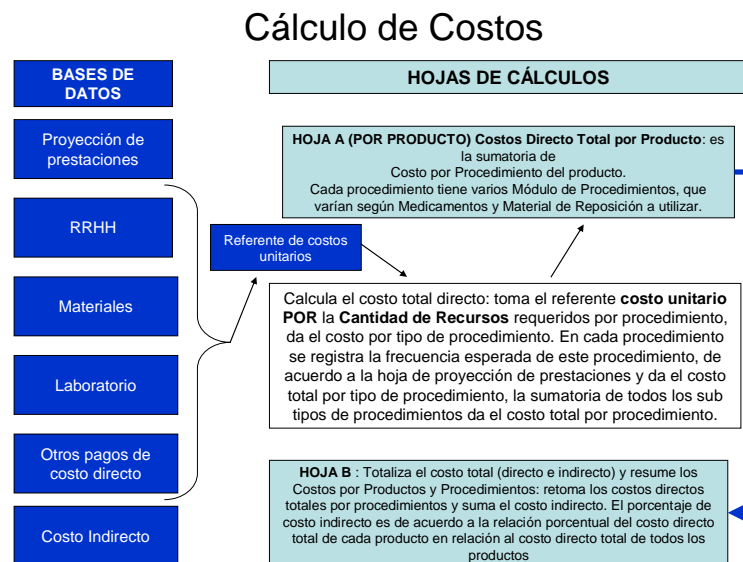 Cálculo de Costos
BASES DE
DATOS
HOJAS DE CÁLCULOS
Proyección de
prestaciones
RRHH
Materiales
Laboratorio
Otros pagos de
costo directo
Costo Indirecto
Referente de costos
unitarios
HOJA A (POR PRODUCTO) Costos Directo Total por Producto: es
la sumatoria de
Costo por Procedimiento del producto.
Cada procedimiento tiene varios Módulo de Procedimientos, que
varían según Medicamentos y Material de Reposición a utilizar.
Calcula el costo total directo: toma el referente costo unitario
POR la Cantidad de Recursos requeridos por procedimiento,
da el costo por tipo de procedimiento. En cada procedimiento
se registra la frecuencia esperada de este procedimiento, de
acuerdo a la hoja de proyección de prestaciones y da el costo
total por tipo de procedimiento, la sumatoria de todos los sub
tipos de procedimientos da el costo total por procedimiento.
HOJA B : Totaliza el costo total (directo e indirecto) y resume los
Costos por Productos y Procedimientos: retoma los costos directos
totales por procedimientos y suma el costo indirecto. El porcentaje de
costo indirecto es de acuerdo a la relación porcentual del costo directo
total de cada producto en relación al costo directo total de todos los
productos